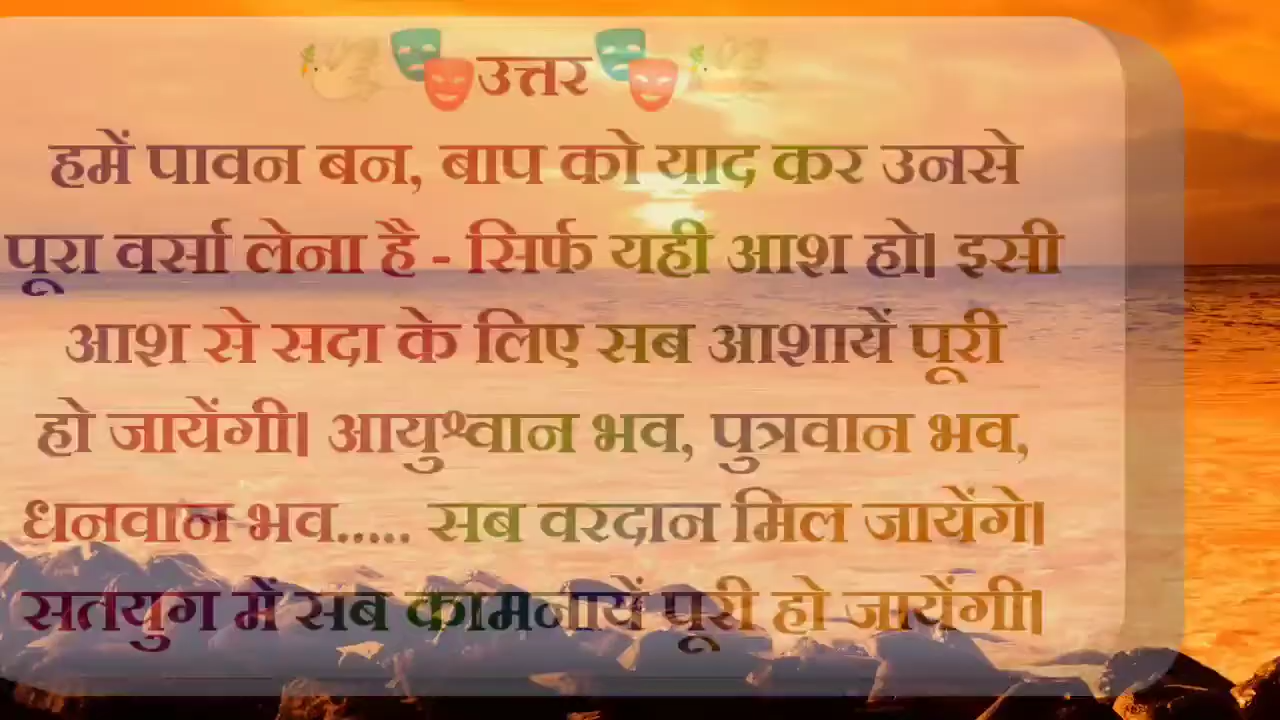 🕊🎭उत्तर🎭🕊
हमें पावन बन, बाप को याद कर उनसे
पूरा वर्सा लेना है - सिर्फ यही आश हो। इसी
आश से सदा के लिए सब आशायें पूरी
हो जायेंगी। आयुश्वान भव, पुत्रवान भव,
धनवान भव..... सब वरदान मिल जायेंगे।
सतयुग में सब कामनायें पूरी हो जायेंगी।